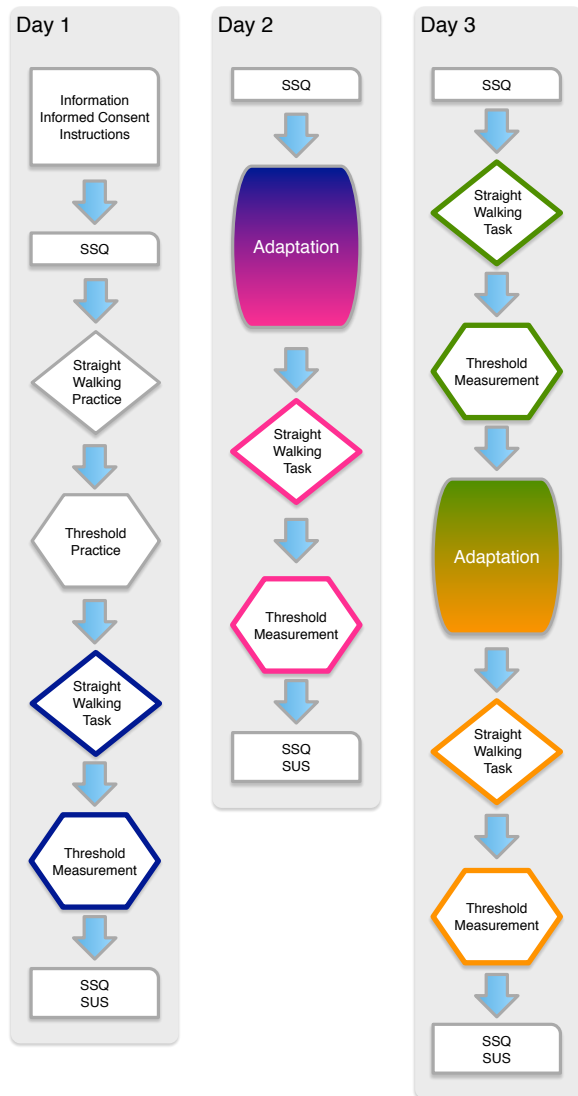 Day 1
Information
Informed Consent
Instructions
SSQ
Straight
Walking
Practice
Threshold
Practice
Straight
Walking
Task
Threshold
Measurement
SSQ
SUS
Day 2
SSQ
Adaptation
Straight
Walking
Task
Threshold
Measurement
SSQ
SUS
Day 3
SSQ
Straight
Walking
Task
Threshold
Measurement
Adaptation
Straight
Walking
Task
Threshold
Measurement
SSQ
SUS